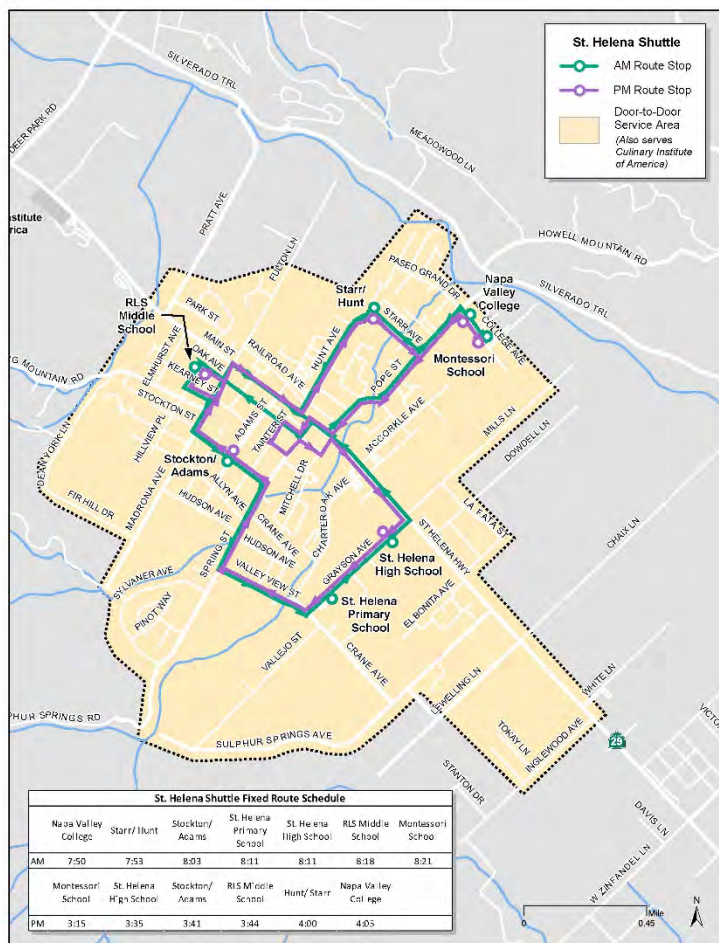 SILVERADO TRL
DEER PARK RD
PRATT AVE
MEADOWOOD LN
St. Helena Shuttle
AM Route Stop
PM Route Stop
Door-to-Door
Service Area
(Also serves
Culinary Institute
of America)
HOWELL MOUNTAIN RD
SILVERADO TRL
FULTON LN
PASEO GRAND DR
Napa
Valley
College
COLLEGE AVE
Starr/
Hunt
STARR AVE
HUNT AVE
Montessori
School
POPE ST
RLS
Middle
School
PARK ST
MAIN ST
OAK AVE
RAILROAD AVE
ELMHURST AVE
KEARNEY ST
STOCKTON ST
ADAMS ST
TAINTER ST
MCCORKLE AVE
MILLS LN
DOWDELL LN
HILLVIEW PL
DEAN YORK LN
Stockton/
Adams
MITCHELL DR
MADRONA AVE
ALLYN AVE
HUDSON AVE
CRANE AVE
HUDSON AVE
CHARTER OAK AVE
FIR HILL DR
LA FATA ST
CHAIX LN
ST HELENA HWY
SPRING ST
SYLVANER AVE
VALLEY VIEW ST
GRAYSON AVE
St. Helena
High School
PINOT WAY
St. Helena
Primary
School
EL BONITA AVE
VALLEJO ST
CRANE AVE
LEWELLING LN
WHITE LN
SULPHUR SPRINGS AVE
TOKAY LN
INGLEWOOD AVE
29
STANTON DR
DAVIS LN
W ZINFANDEL LN
St. Helena Shuttle Fixed Route Schedule
Napa Valley College Starr/ Hunt Stockton/ Adams St. Helena Primary School St. Helena High School RLS Middle School Montessori School
AM 7:50 7:53 8:03 8:11 8:11 8:18 8:21
Montessori School St. Helena High School Stockton/ Adams RLS Middle School Hunt/ Starr Napa Valley College
PM 3:15 3:35 3:41 3:44 4:00 4:05
N
Mile
0 0.45